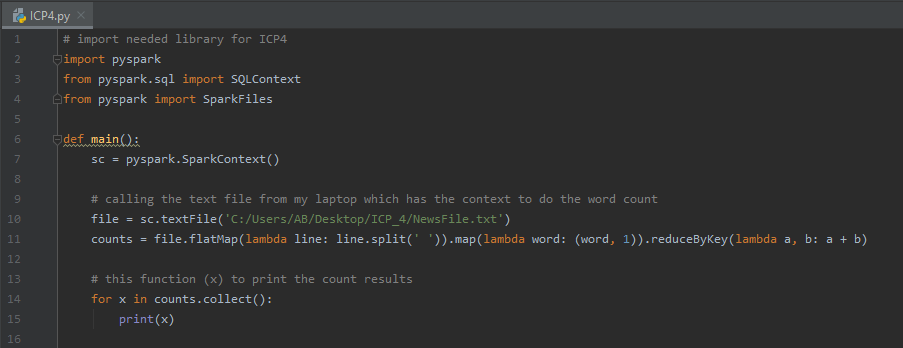 ICP4.py
1 # import needed library for ICP4
2 import pyspark
3 from pyspark.sql import SQLContext
4 from pyspark import SparkFiles
5
6 def main():
7 sc = pyspark.SparkContext()
8
9 # calling the text file from my laptop which has the context to do the word count
10 file = sc.textFile('C:/Users/AB/Desktop/ICP_4/NewsFile.txt')
11 counts = file.flatMap(lambda line: line.split(' ')).map(lambda word: (word, 1)).reduceByKey(lambda a, b: a + b)
12
13 # this function (x) to print the count results
14 for x in counts.collect():
15 print(x)
16